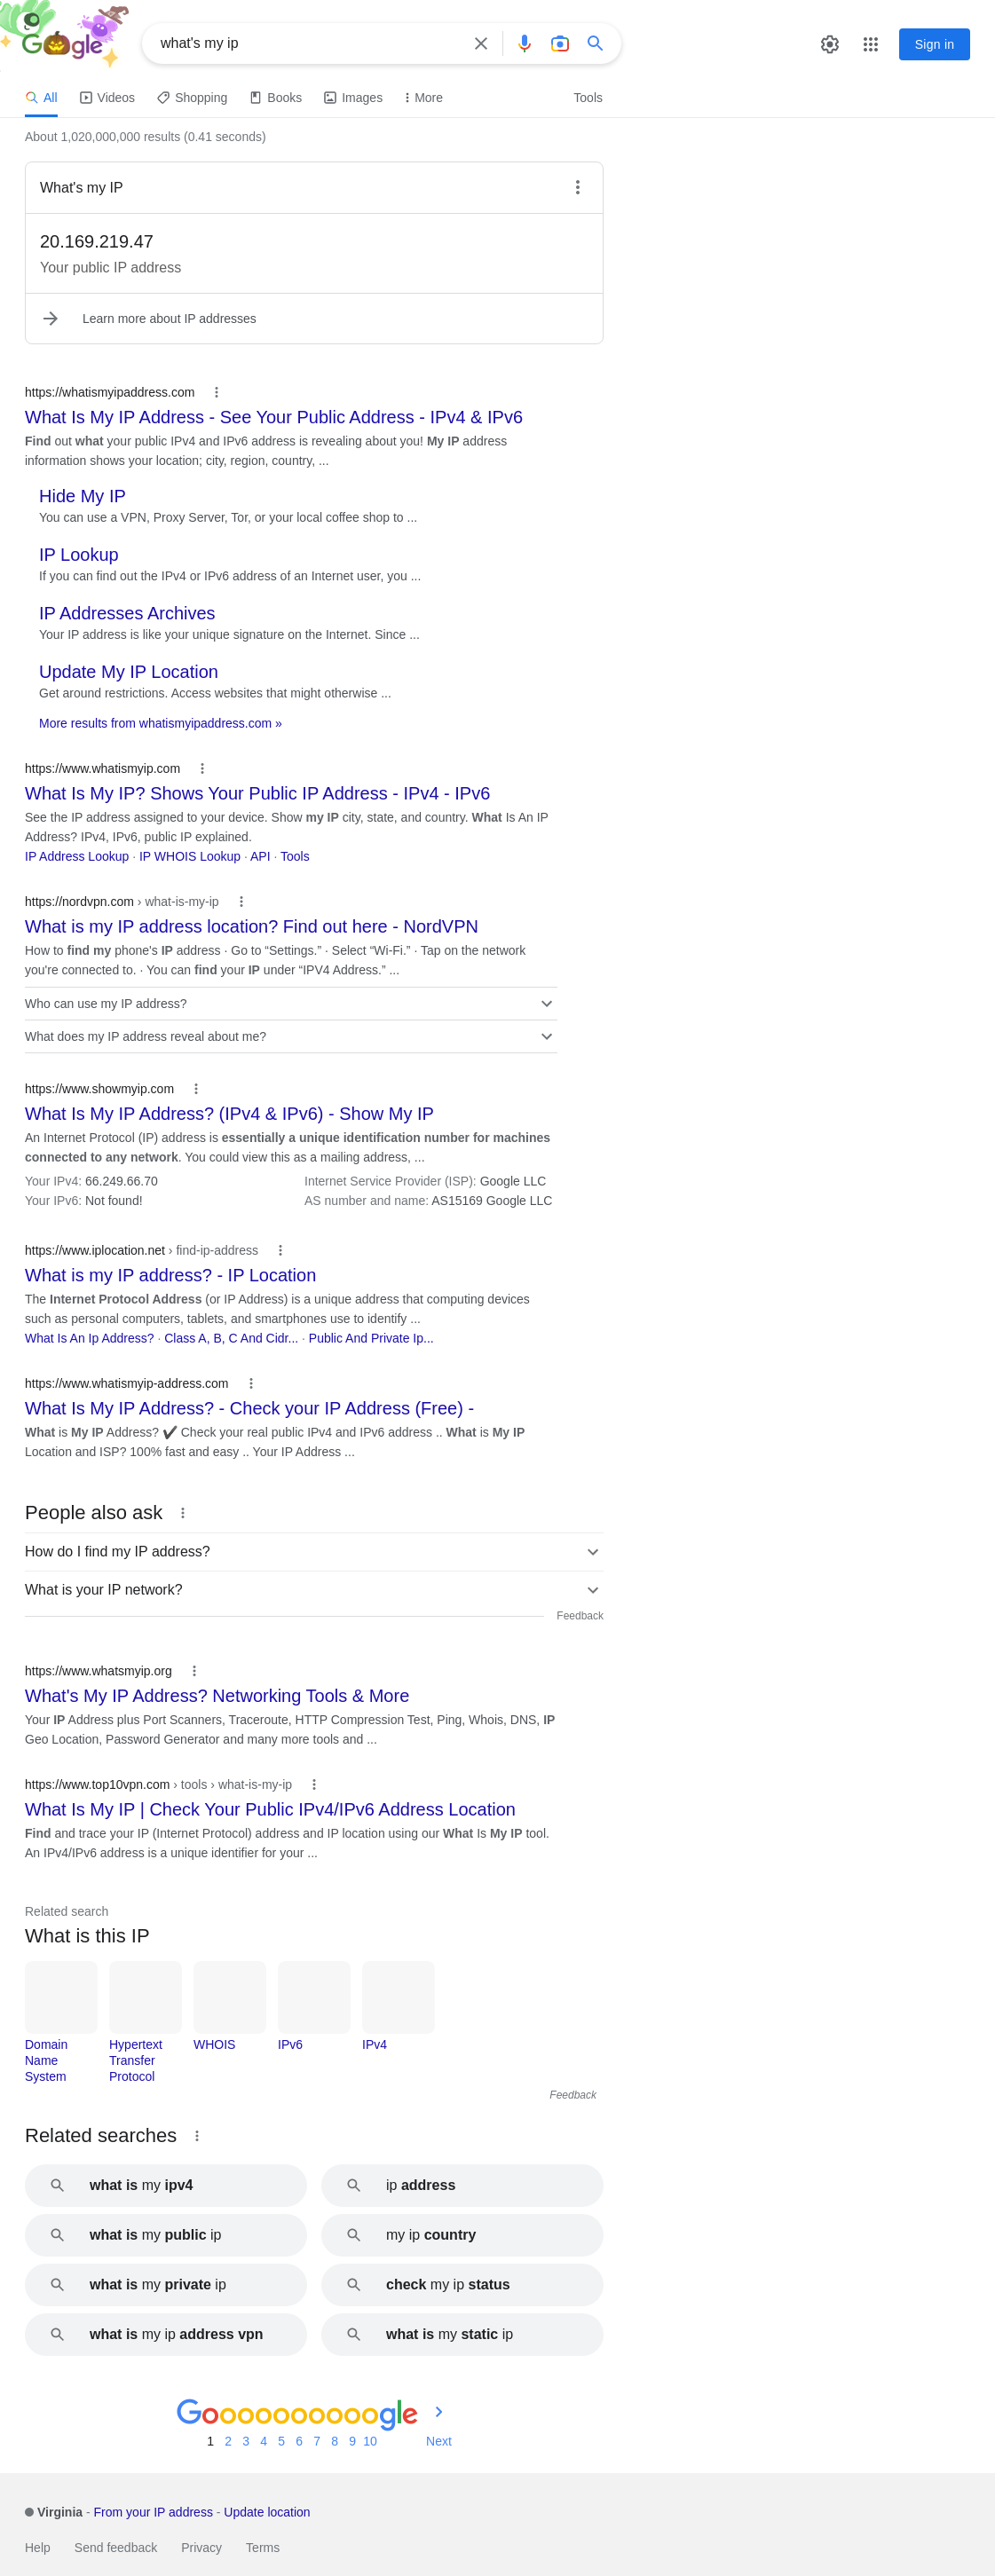 Google
what's my ip
Sign in
All Videos Shopping Books Images More Tools
About 1,020,000,000 results (0.41 seconds)
What's my IP
20.169.219.47
Your public IP address
Learn more about IP addresses
https://whatismyipaddress.com
What Is My IP Address - See Your Public Address - IPv4 & IPv6
Find out what your public IPv4 and IPv6 address is revealing about you! My IP address
information shows your location; city, region, country, ...
Hide My IP
You can use a VPN, Proxy Server, Tor, or your local coffee shop to ...
IP Lookup
If you can find out the IPv4 or IPv6 address of an Internet user, you ...
IP Addresses Archives
Your IP address is like your unique signature on the Internet. Since ...
Update My IP Location
Get around restrictions. Access websites that might otherwise ...
More results from whatismyipaddress.com »
https://www.whatismyip.com
What Is My IP? Shows Your Public IP Address - IPv4 - IPv6
See the IP address assigned to your device. Show my IP city, state, and country. What Is An IP
Address? IPv4, IPv6, public IP explained.
IP Address Lookup · IP WHOIS Lookup · API · Tools
https://nordvpn.com › what-is-my-ip
What is my IP address location? Find out here - NordVPN
How to find my phone's IP address · Go to “Settings.” · Select “Wi-Fi.” · Tap on the network
you're connected to. · You can find your IP under “IPV4 Address.” ...
Who can use my IP address?
What does my IP address reveal about me?
https://www.showmyip.com
What Is My IP Address? (IPv4 & IPv6) - Show My IP
An Internet Protocol (IP) address is essentially a unique identification number for machines
connected to any network. You could view this as a mailing address, ...
Your IPv4: 66.249.66.70 Internet Service Provider (ISP): Google LLC
Your IPv6: Not found! AS number and name: AS15169 Google LLC
https://www.iplocation.net › find-ip-address
What is my IP address? - IP Location
The Internet Protocol Address (or IP Address) is a unique address that computing devices
such as personal computers, tablets, and smartphones use to identify ...
What Is An Ip Address? · Class A, B, C And Cidr... · Public And Private Ip...
https://www.whatismyip-address.com
What Is My IP Address? - Check your IP Address (Free) -
What is My IP Address? ✔ Check your real public IPv4 and IPv6 address .. What is My IP
Location and ISP? 100% fast and easy .. Your IP Address ...
People also ask
How do I find my IP address?
What is your IP network?
Feedback
https://www.whatsmyip.org
What's My IP Address? Networking Tools & More
Your IP Address plus Port Scanners, Traceroute, HTTP Compression Test, Ping, Whois, DNS, IP
Geo Location, Password Generator and many more tools and ...
https://www.top10vpn.com › tools › what-is-my-ip
What Is My IP | Check Your Public IPv4/IPv6 Address Location
Find and trace your IP (Internet Protocol) address and IP location using our What Is My IP tool.
An IPv4/IPv6 address is a unique identifier for your ...
Related search
What is this IP
Domain Hypertext WHOIS IPv6 IPv4
Name Transfer
System Protocol
Feedback
Related searches
what is my ipv4 ip address
what is my public ip my ip country
what is my private ip check my ip status
what is my ip address vpn what is my static ip
Goooooooooogle
1 2 3 4 5 6 7 8 9 10 Next
Virginia - From your IP address - Update location
Help Send feedback Privacy Terms